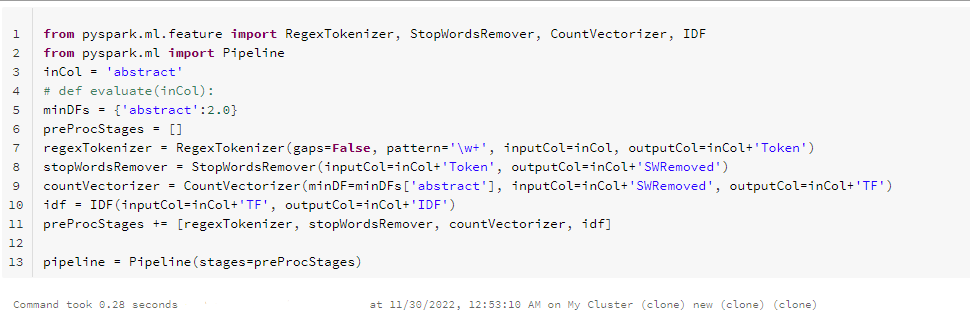 1 from pyspark.ml.feature import RegexTokenizer, StopWordsRemover, CountVectorizer, IDF
2 from pyspark.ml import Pipeline
3 inCol = 'abstract'
4 # def evaluate(inCol):
5 minDFs = {'abstract':2.0}
6 preProcStages = []
7 regexTokenizer = RegexTokenizer(gaps=False, pattern='\w+', inputCol=inCol, outputCol=inCol+'Token')
8 stopWordsRemover = StopWordsRemover(inputCol=inCol+'Token', outputCol=inCol+'SWRemoved')
9 countVectorizer = CountVectorizer(minDF=minDFs['abstract'], inputCol=inCol+'SWRemoved', outputCol=inCol+'TF')
10 idf = IDF(inputCol=inCol+'TF', outputCol=inCol+'IDF')
11 preProcStages += [regexTokenizer, stopWordsRemover, countVectorizer, idf]
12
13 pipeline = Pipeline(stages=preProcStages)
Command took 0.28 seconds at 11/30/2022, 12:53:10 AM on My Cluster (clone) new (clone) (clone)